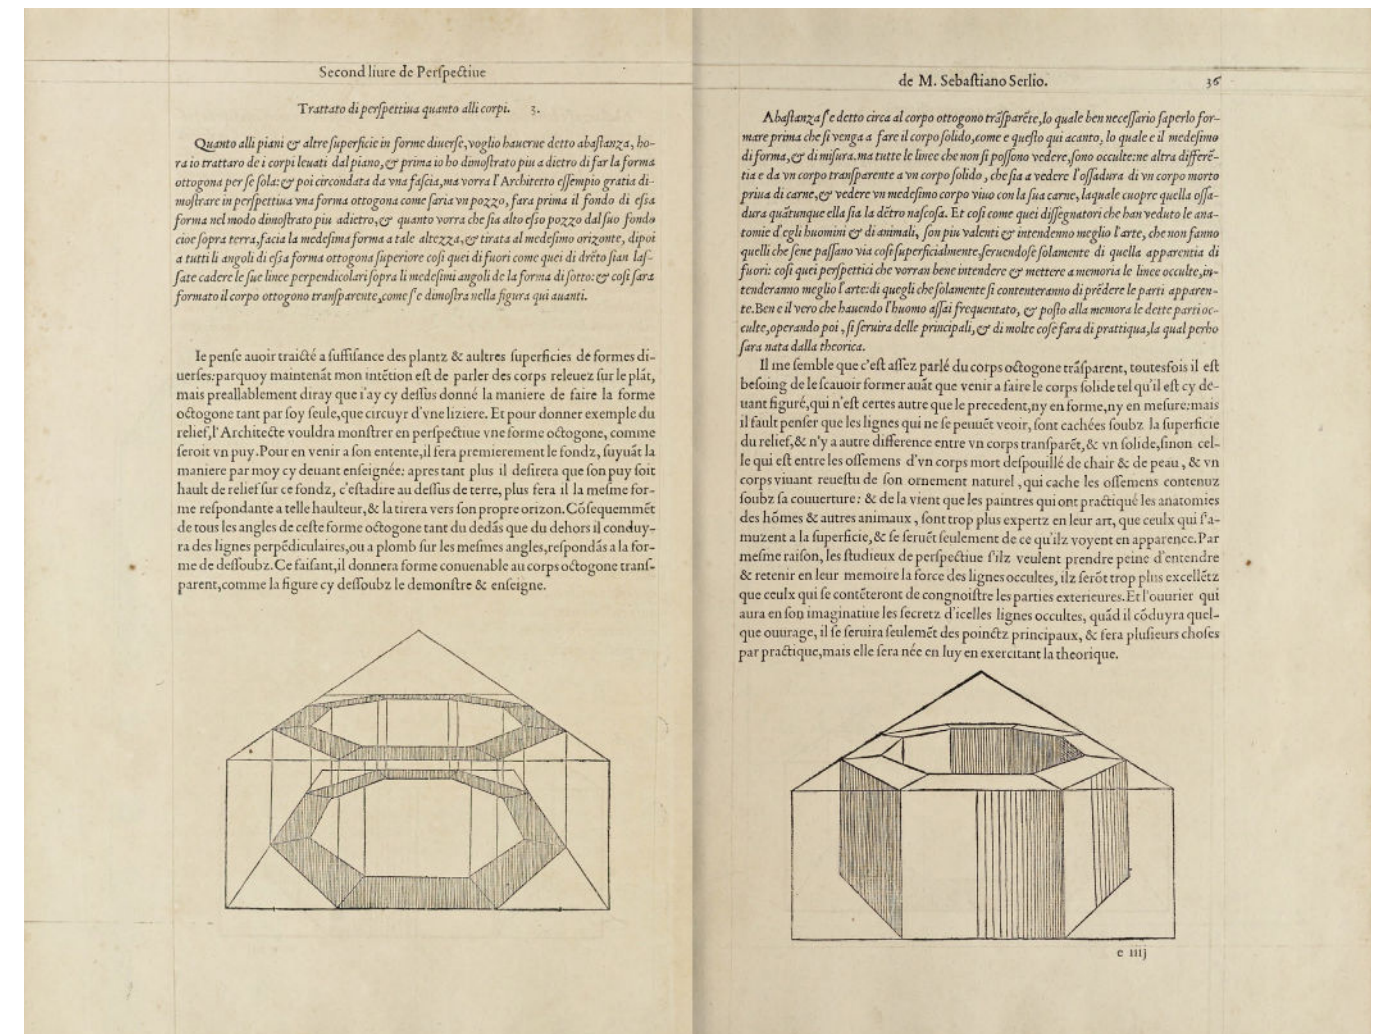 Second liure de Perſpectiue
Trattato di perſpettiua quanto alli corpi. 3.
Quanto alli piani & altre ſuperficie in forme diuerſe, voglio hauerne detto abaſtanza, ho-
ra io trattaro de i corpi leuati dal piano, & prima io ho dimoſtrato piu a dietro di far la forma
ottogona per ſe ſola: & poi circondata da vna faſcia, ma vorra l'Architetto eſſempio gratia di-
moſtrare in perſpettiua vna forma ottogona come ſaria vn pozzo, fara prima il fondo di eſſa
forma nel modo dimoſtrato piu adietro, & quanto vorra che ſia alto eſſo pozzo dal ſuo fondo
cioe ſopra terra, facia la medeſima forma a tale altezza, & tirata al medeſimo orizonte, dipoi
a tutti li angoli di eſſa forma ottogona ſuperiore coſi quei di fuori come quei di drēto ſian laſ-
ſate cadere le ſue linee perpendicolari ſopra li medeſimi angoli de la forma di ſotto: & coſi ſara
formato il corpo ottogono tranſparente, come ſ'e dimoſtra nella figura qui auanti.
Ie penſe auoir traicté a ſuffiſance des plantz & aultres ſuperficies de formes di-
uerſes: parquoy maintenāt mon intētion eſt de parler des corps releuez ſur le plāt,
mais preallablement diray que i'ay cy deſſus donné la maniere de faire la forme
octogone tant par ſoy ſeule, que circuyr d'vne liziere. Et pour donner exemple du
relief, l'Architecte vouldra monſtrer en perſpectiue vne forme octogone, comme
ſeroit vn puy. Pour en venir a ſon entente, il fera premierement le fondz, ſuyuāt la
maniere par moy cy deuant enſeignée: apres tant plus il deſirera que ſon puy ſoit
hault de relief ſur ce fondz, c'eſtadire au deſſus de terre, plus fera il la meſme for-
me reſpondante a telle haulteur, & la tirera vers ſon propre orizon. Cōſequemmēt
de tous les angles de ceſte forme octogone tant du dedās que du dehors il conduy-
ra des lignes perpēdiculaires, ou a plomb ſur les meſmes angles, reſpondās a la for-
me de deſſoubz. Ce faiſant, il donnera forme conuenable au corps octogone tranſ-
parent, comme la figure cy deſſoubz le demonſtre & enſeigne.
de M. Sebaſtiano Serlio. 36
Abaſtanza ſ'e detto circa al corpo ottogono trāſparēte, lo quale ben neceſſario ſaperlo for-
mare prima che ſi venga a fare il corpo ſolido, come e queſto qui acanto, lo quale e il medeſimo
di forma, & di miſura. ma tutte le linee che non ſi poſſono vedere, ſono occulte: ne altra differē-
tia e da vn corpo tranſparente a vn corpo ſolido, che ſia a vedere l'oſſadura di vn corpo morto
priua di carne, & vedere vn medeſimo corpo viuo con la ſua carne, laquale cuopre quella oſſa-
dura quātunque ella ſia la dētro naſcoſa. Et coſi come quei diſſegnatori che han veduto le ana-
tomie d'egli huomini & di animali, ſon piu valenti & intendenno meglio l'arte, che non fanno
quelli che ſene paſſano via coſi ſuperficialmente, ſeruendoſe ſolamente di quella apparentia di
fuori: coſi quei perſpettici che vorran bene intendere & mettere a memoria le linee occulte, in-
tenderanno meglio l'arte: di quegli che ſolamente ſi contenteranno di prēdere le parti apparen-
te. Ben e il vero che hauendo l'huomo aſſai frequentato, & poſto alla memora le dette parti oc-
culte, operando poi, ſi ſeruira delle principali, & di molte coſe fara di prattiqua, la qual perho
ſara nata dalla theorica.
Il me ſemble que c'eſt aſſez parlé du corps octogone trāſparent, toutesfois il eſt
beſoing de le ſcauoir former auāt que venir a faire le corps ſolide tel qu'il eſt cy de-
uant figuré, qui n'eſt certes autre que le precedent, ny en forme, ny en meſure: mais
il fault penſer que les lignes qui ne ſe peuuēt veoir, ſont cachées ſoubz la ſuperficie
du relief, & n'y a autre difference entre vn corps tranſparēt, & vn ſolide, ſinon cel-
le qui eſt entre les oſſemens d'vn corps mort deſpouillé de chair & de peau, & vn
corps viuant reueſtu de ſon ornement naturel, qui cache les oſſemens contenuz
ſoubz ſa couuerture: & de la vient que les paintres qui ont practiqué les anatomies
des hōmes & autres animaux, ſont trop plus expertz en leur art, que ceulx qui ſ'a-
muzent a la ſuperficie, & ſe ſeruēt ſeulement de ce qu'ilz voyent en apparence. Par
meſme raiſon, les ſtudieux de perſpectiue ſ'ilz veulent prendre peine d'entendre
& retenir en leur memoire la force des lignes occultes, ilz ſerōt trop plus excellētz
que ceulx qui ſe contēteront de congnoiſtre les parties exterieures. Et l'ouurier qui
aura en ſon imaginatiue les ſecretz d'icelles lignes occultes, quād il cōduyra quel-
que ouurage, il ſe ſeruira ſeulemēt des poinctz principaux, & fera pluſieurs choſes
par practique, mais elle ſera née en luy en exercitant la theorique.
e iiij